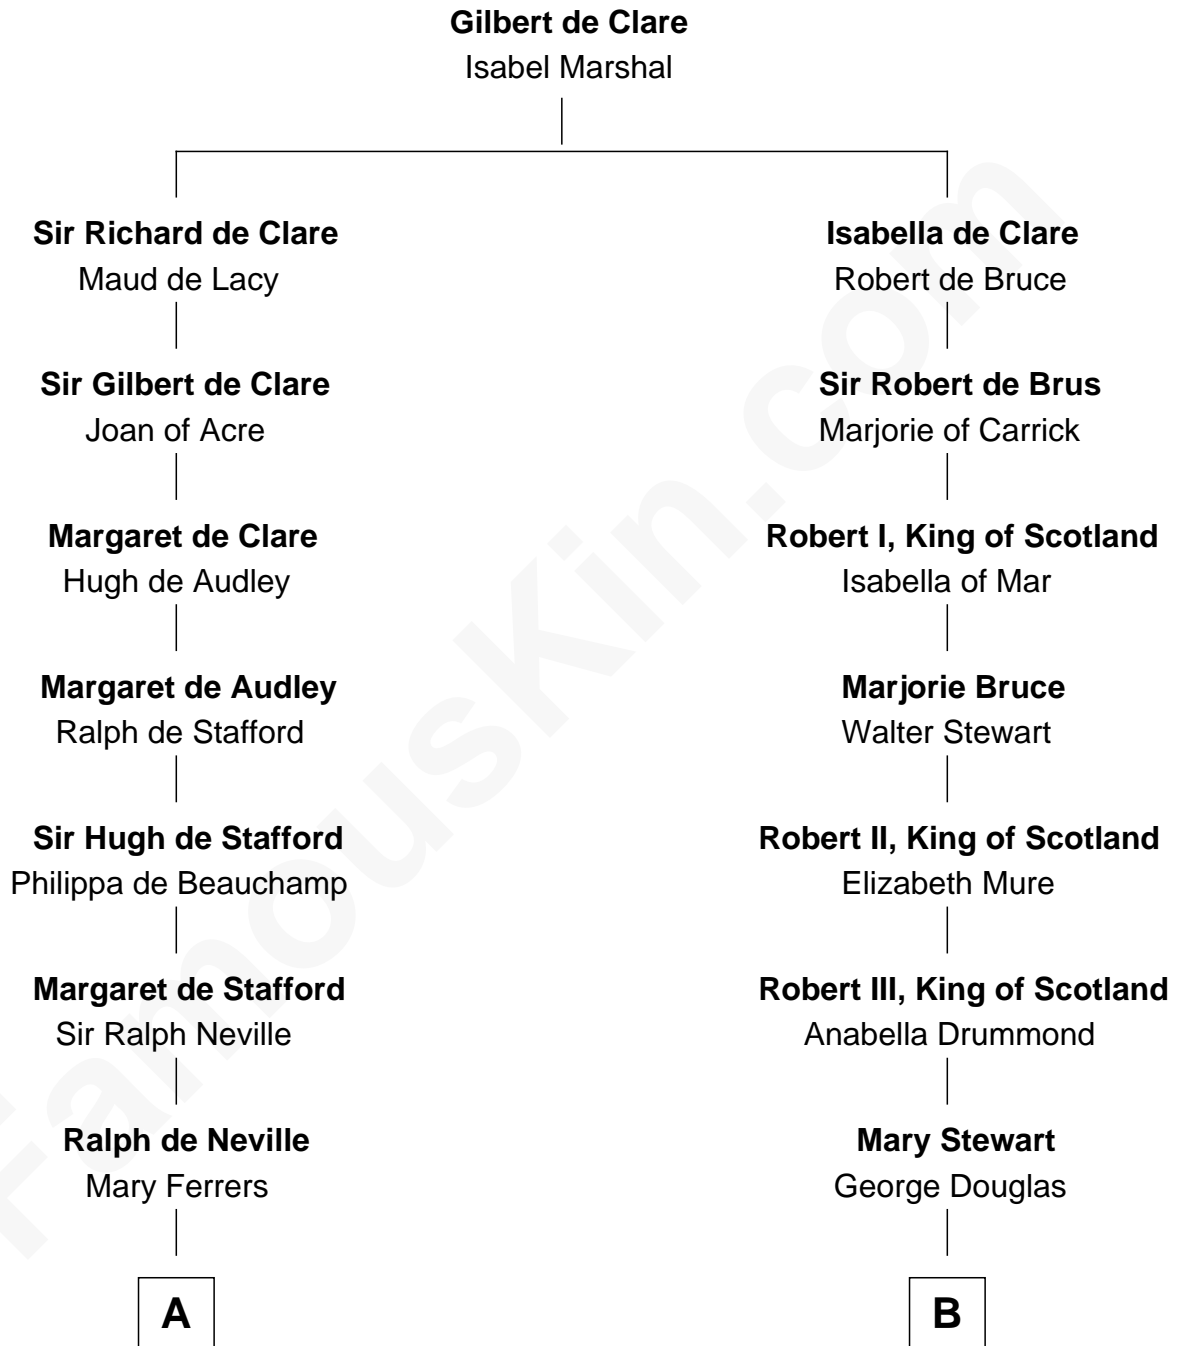 Gilbert de Clare
Isabel Marshal
Sir Richard de Clare
Maud de Lacy
Sir Gilbert de Clare
Joan of Acre
Margaret de Clare
Hugh de Audley
Margaret de Audley
Ralph de Stafford
Sir Hugh de Stafford
Philippa de Beauchamp
Margaret de Stafford
Sir Ralph Neville
Ralph de Neville
Mary Ferrers
A
Isabella de Clare
Robert de Bruce
Sir Robert de Brus
Marjorie of Carrick
Robert I, King of Scotland
Isabella of Mar
Marjorie Bruce
Walter Stewart
Robert II, King of Scotland
Elizabeth Mure
Robert III, King of Scotland
Anabella Drummond
Mary Stewart
George Douglas
B
FamousKin.com